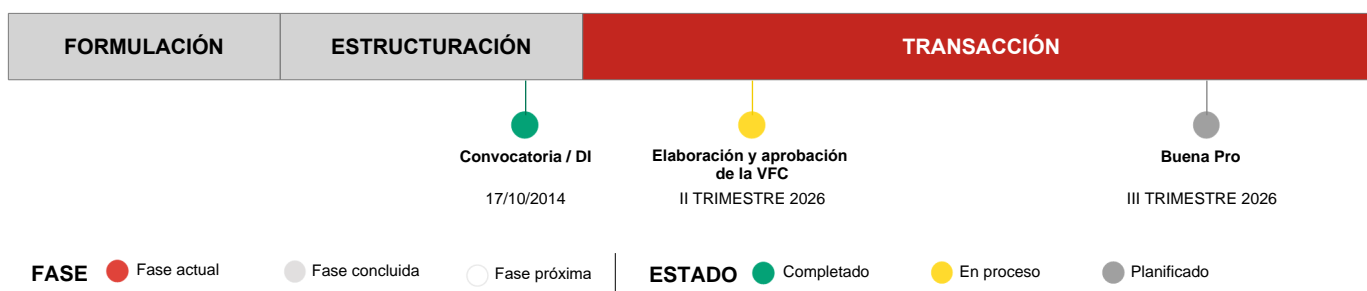 FORMULACIÓN
ESTRUCTURACIÓN
TRANSACCIÓN
Convocatoria / DI
17/10/2014
Elaboración y aprobación
de la VFC
II TRIMESTRE 2026
Buena Pro
III TRIMESTRE 2026
FASE
Fase actual
Fase concluida
Fase próxima
ESTADO
Completado
En proceso
Planificado